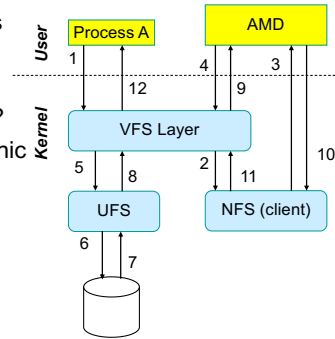 s
User
Process A
AMD
1
4
3
12
9
Kernel
VFS Layer
nic
5
8
2
11
10
UFS
NFS (client)
6
7